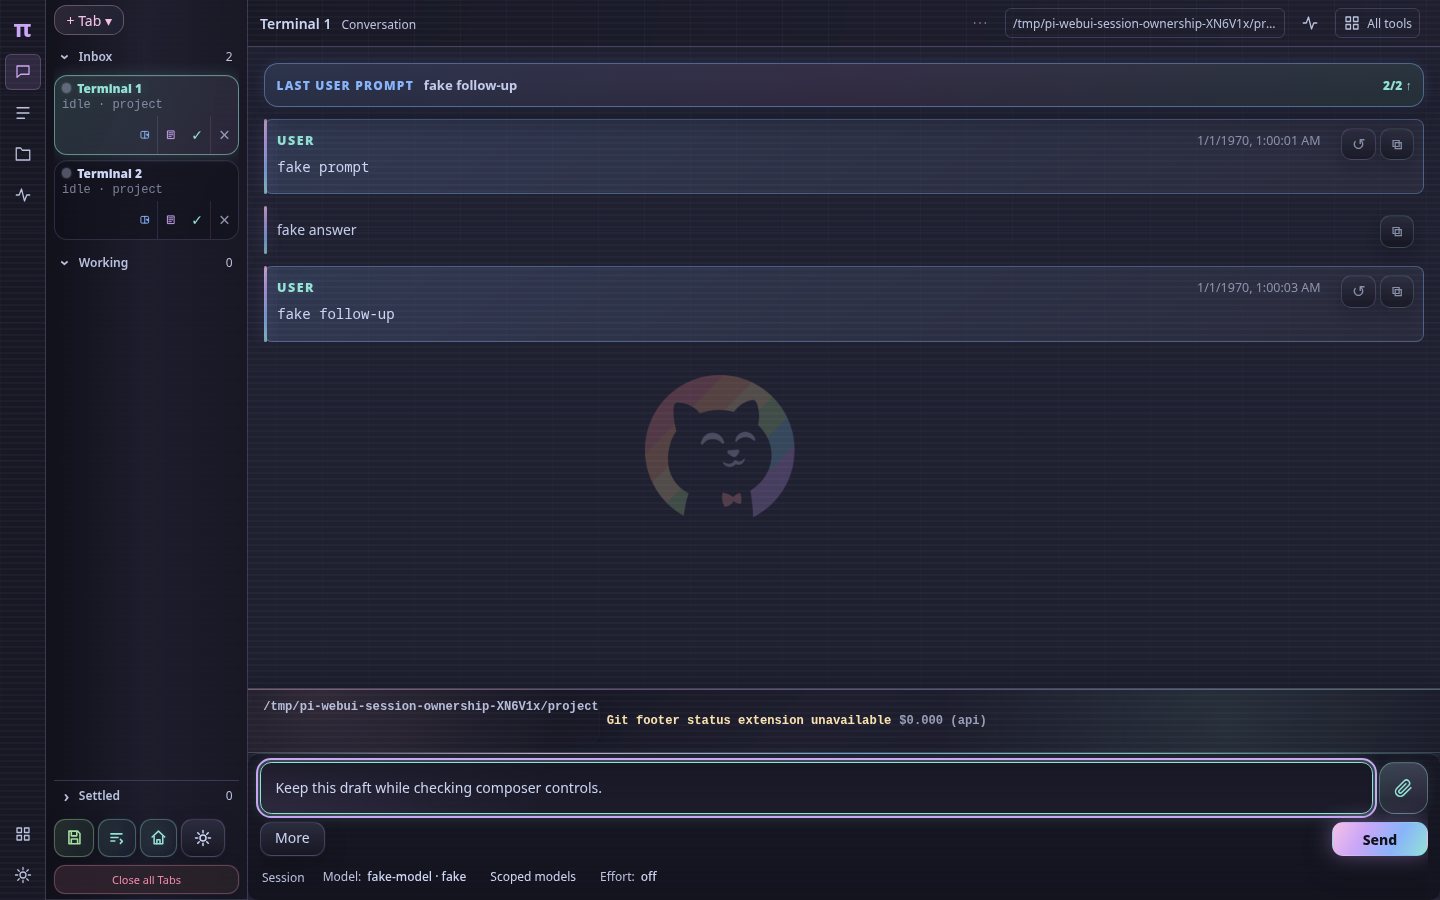 π
+ Tab ▾
Inbox 2
Terminal 1
idle · project
✓ ×
Terminal 2
idle · project
✓ ×
Working 0
Settled 0
Close all Tabs
Terminal 1 Conversation
··· /tmp/pi-webui-session-ownership-XN6V1x/pr... All tools
LAST USER PROMPT fake follow-up 2/2 ↑
USER 1/1/1970, 1:00:01 AM
fake prompt
fake answer
USER 1/1/1970, 1:00:03 AM
fake follow-up
/tmp/pi-webui-session-ownership-XN6V1x/project
Git footer status extension unavailable $0.000 (api)
Keep this draft while checking composer controls.
More Send
Session Model: fake-model · fake Scoped models Effort: off